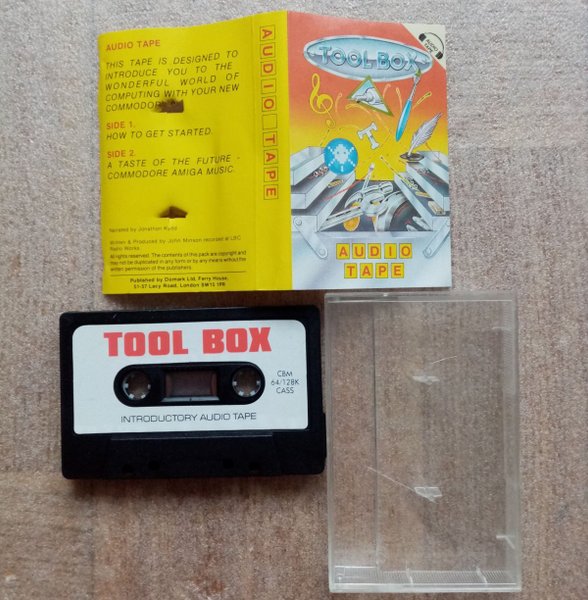 AUDIO TAPE
THIS TAPE IS DESIGNED TO
INTRODUCE YOU TO THE
WONDERFUL WORLD OF
COMPUTING WITH YOUR NEW
COMMODOR
SIDE 1.
HOW TO GET STARTED.
SIDE 2.
A TASTE OF THE FUTURE -
COMMODORE AMIGA MUSIC.
Narrated by Jonathan Kydd
Written & Produced by John Minson recorded at LBC
Radio Works
All rights reserved. The contents of this pack are copyright and
may not be duplicated in any form or by any means without the
written permission of the publishers.
Published by Ozmark Ltd, Ferry House,
51-57 Lacy Road, London SW15 1PR
AUDIO TAPE
TOOL BOX
AUDIO
TAPE
T
AUDIO
TAPE
TOOL BOX
CBM
64/128K
CASS
INTRODUCTORY AUDIO TAPE